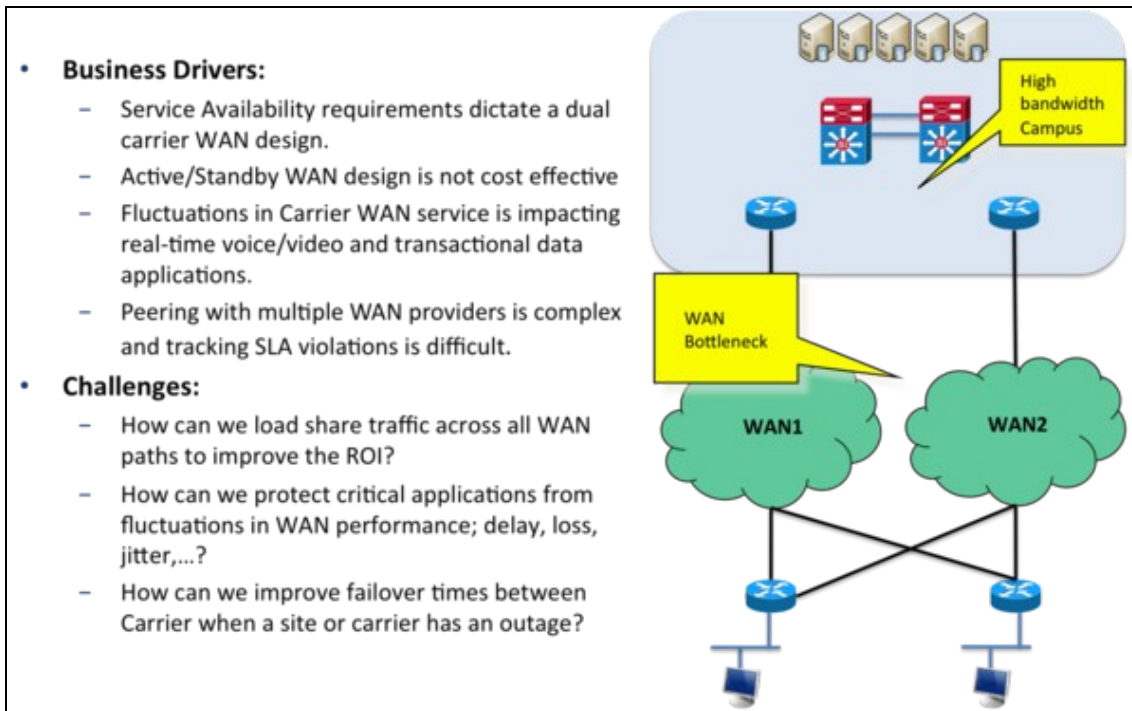 • Business Drivers:
– Service Availability requirements dictate a dual
carrier WAN design.
– Active/Standby WAN design is not cost effective
– Fluctuations in Carrier WAN service is impacting
real-time voice/video and transactional data
applications.
– Peering with multiple WAN providers is complex
and tracking SLA violations is difficult.
• Challenges:
– How can we load share traffic across all WAN
paths to improve the ROI?
– How can we protect critical applications from
fluctuations in WAN performance; delay, loss,
jitter,...?
– How can we improve failover times between
Carrier when a site or carrier has an outage?
High
bandwidth
Campus
WAN
Bottleneck
WAN1
WAN2